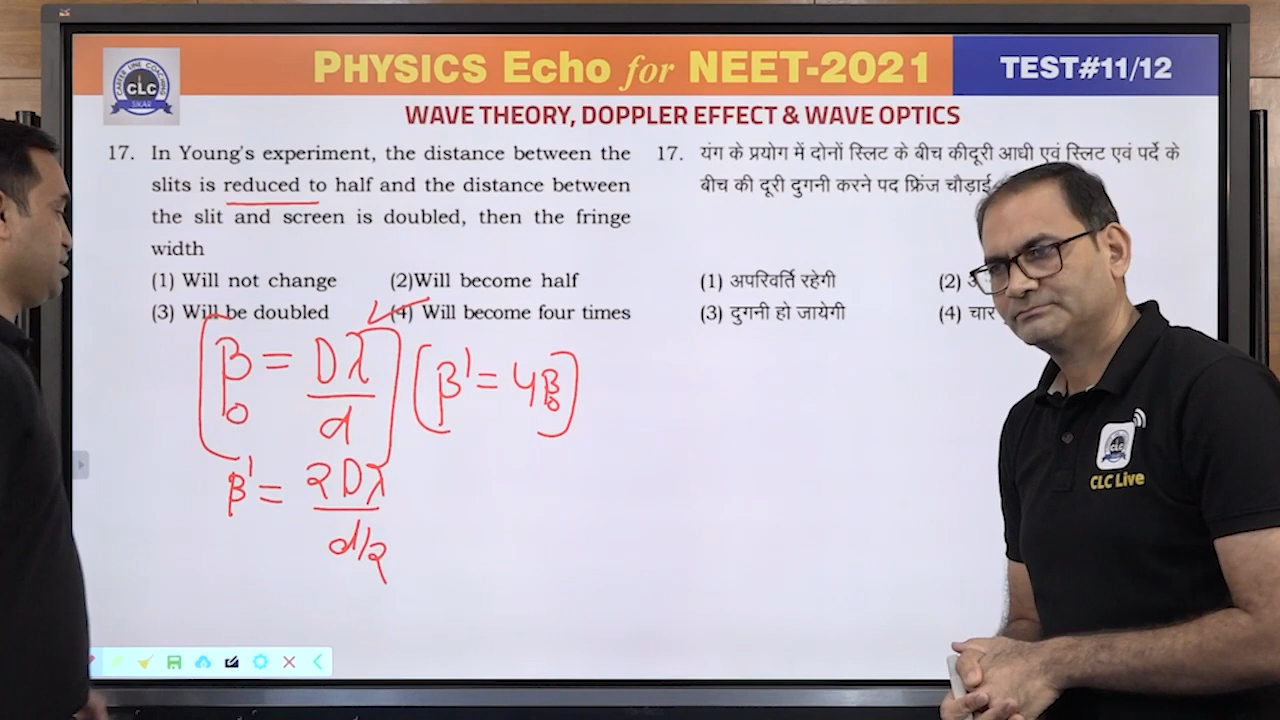 PHYSICS Echo for NEET-2021
TEST#11/12
CAREER LINE COACHING
CLC
SIKAR
WAVE THEORY, DOPPLER EFFECT & WAVE OPTICS
17. In Young's experiment, the distance between the
slits is reduced to half and the distance between
the slit and screen is doubled, then the fringe
width
(1) Will not change (2)Will become half
(3) Will be doubled (4) Will become four times
17. यंग के प्रयोग में दोनों स्लिट के बीच कीदूरी आधी एवं स्लिट एवं पर्दे के
बीच की दूरी दुगनी करने पद फ्रिंज चौड़ाई
(1) अपरिवर्ति रहेगी (2)
(3) दुगनी हो जायेगी (4) चार
β₀ = Dλ/d
β' = 4β₀
β' = 2Dλ/d/2
CLC
CLC Live